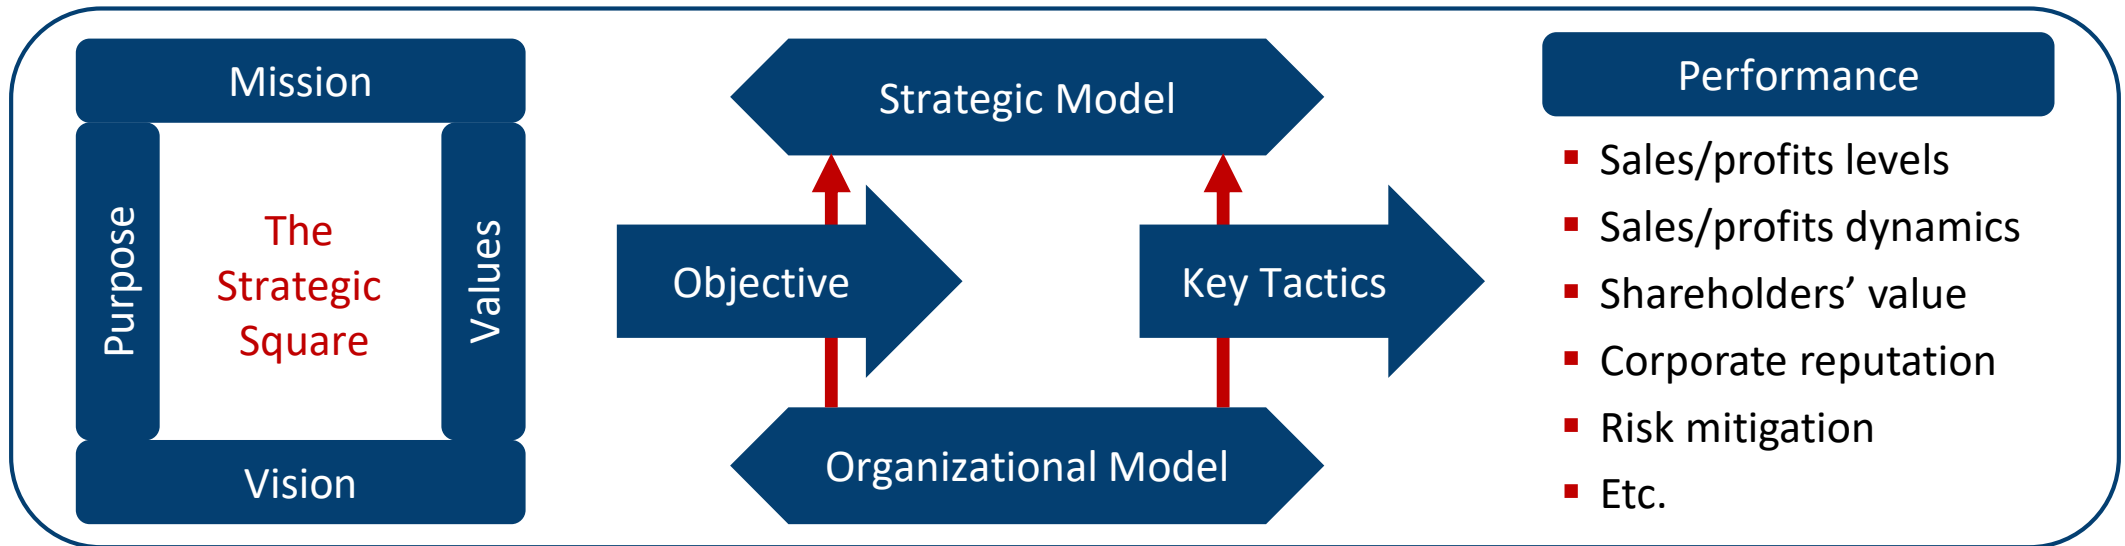 Mission
Purpose
The
Strategic
Square
Values
Vision
Strategic Model
Objective
Key Tactics
Organizational Model
Performance
▪ Sales/profits levels
▪ Sales/profits dynamics
▪ Shareholders’ value
▪ Corporate reputation
▪ Risk mitigation
▪ Etc.